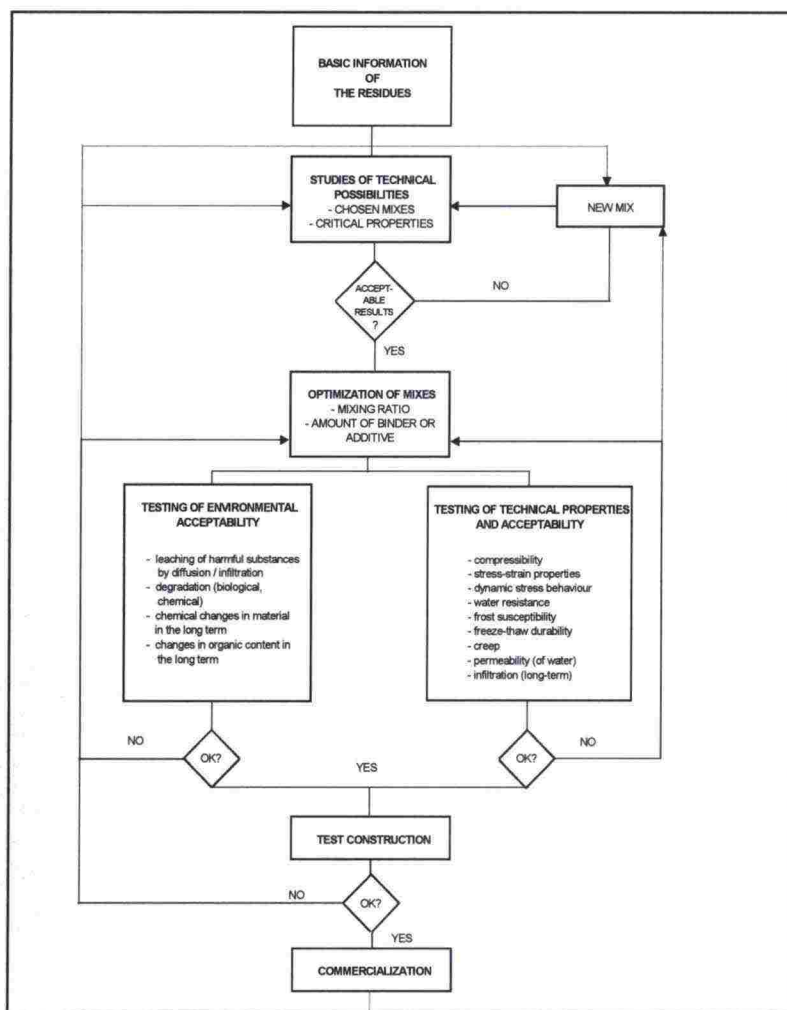 BASIC INFORMATION
OF
THE RESIDUES
STUDIES OF TECHNICAL
POSSIBILITIES
- CHOSEN MIXES
- CRITICAL PROPERTIES
NEW MIX
ACCEPT-
ABLE
RESULTS
?
NO
YES
OPTIMIZATION OF MIXES
- MIXING RATIO
- AMOUNT OF BINDER OR
ADDITIVE
TESTING OF ENVIRONMENTAL
ACCEPTABILITY
- leaching of harmful substances
by diffusion / infiltration
- degradation (biological,
chemical)
- chemical changes in material
in the long term
- changes in organic content in
the long term
TESTING OF TECHNICAL PROPERTIES
AND ACCEPTABILITY
- compressibility
- stress-strain properties
- dynamic stress behaviour
- water resistance
- frost susceptibility
- freeze-thaw durability
- creep
- permeability (of water)
- infiltration (long-term)
NO
OK?
YES
OK?
NO
TEST CONSTRUCTION
NO
OK?
YES
COMMERCIALIZATION